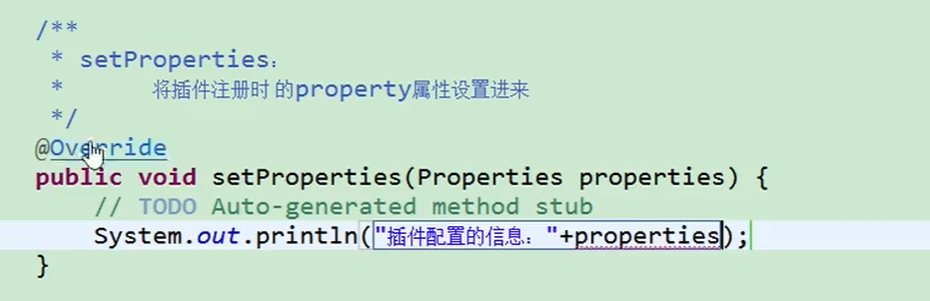 /**
 * setProperties：
 *      将插件注册时 的property属性设置进来
 */
@Override
public void setProperties(Properties properties) {
    // TODO Auto-generated method stub
    System.out.println("插件配置的信息："+properties);
}